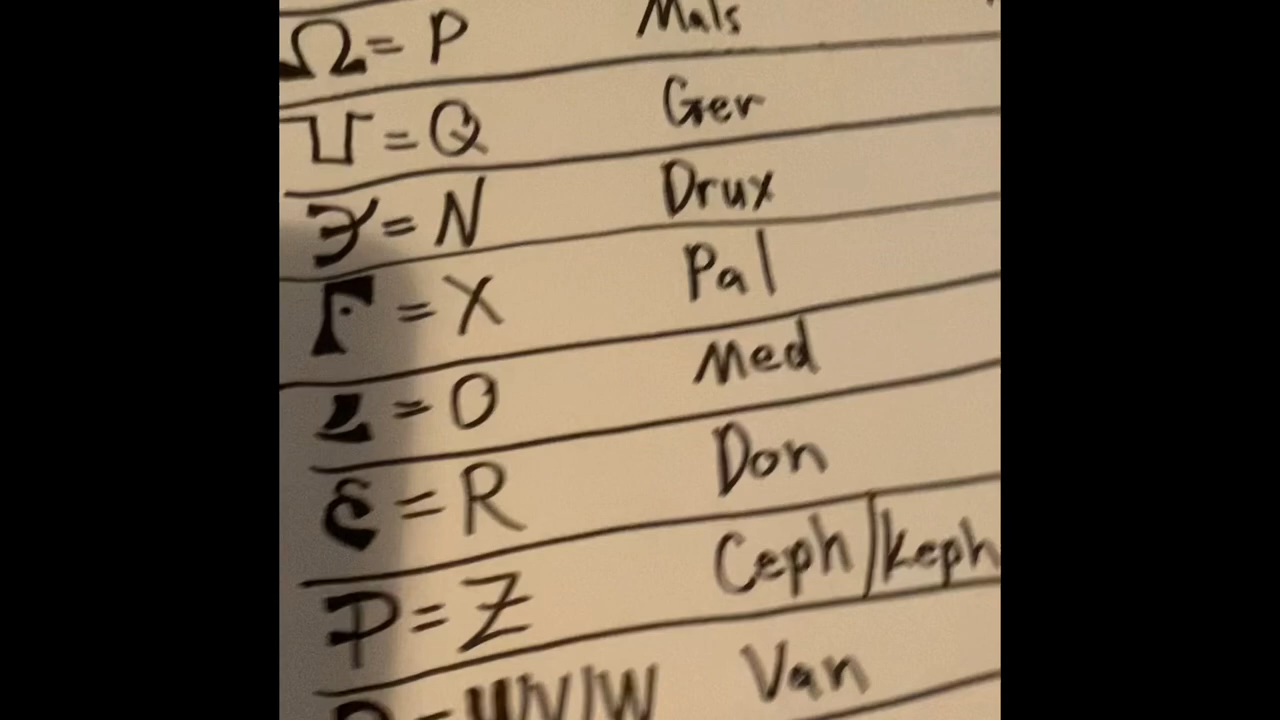 Ω = P Mals
= Q Ger
= N Drux
= X Pal
= O Med
= R Don
= Z Ceph/Keph
= U/V/W Van